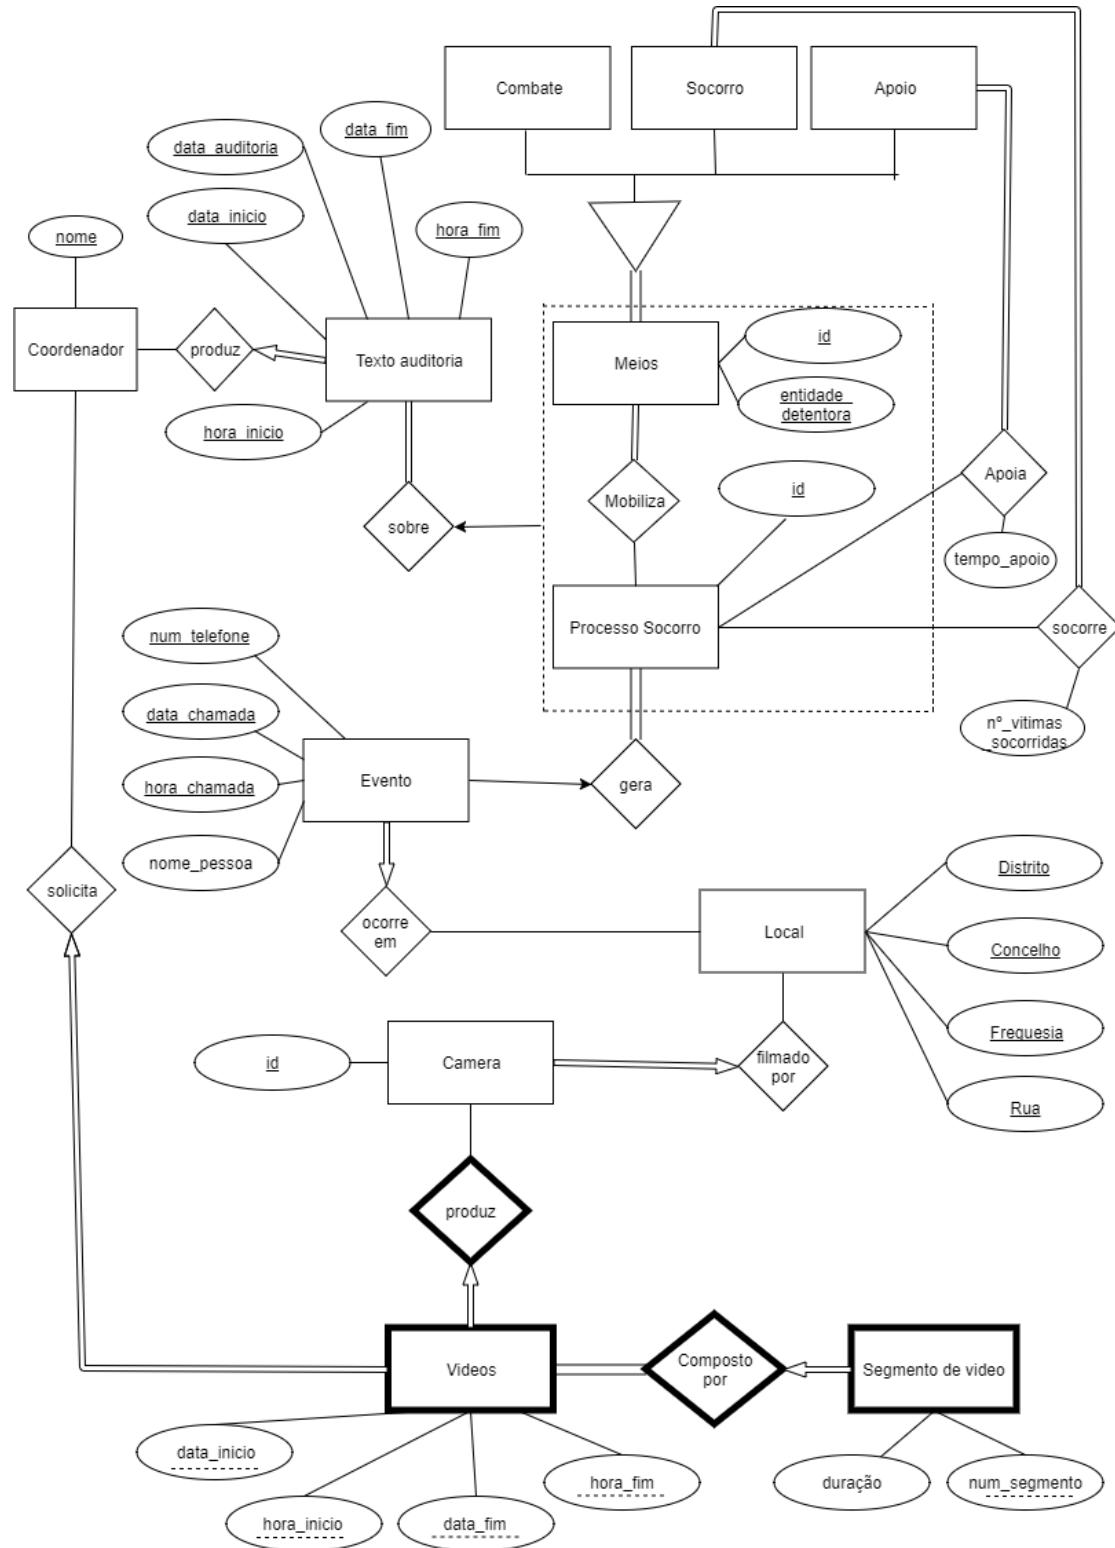 Combate
Socorro
Apoio
data_fim
data_auditoria
data_inicio
hora_fim
nome
Coordenador
produz
Texto auditoria
hora_inicio
Meios
id
entidade_
detentora
Mobiliza
id
Apoia
sobre
tempo_apoio
Processo Socorro
socorre
num_telefone
data_chamada
nº_vitimas
_socorridas
hora_chamada
Evento
gera
nome_pessoa
solicita
ocorre
em
Local
Distrito
Concelho
Frequesia
Rua
id
Camera
filmado
por
produz
Videos
Composto
por
Segmento de video
data_inicio
hora_inicio
data_fim
hora_fim
duração
num_segmento